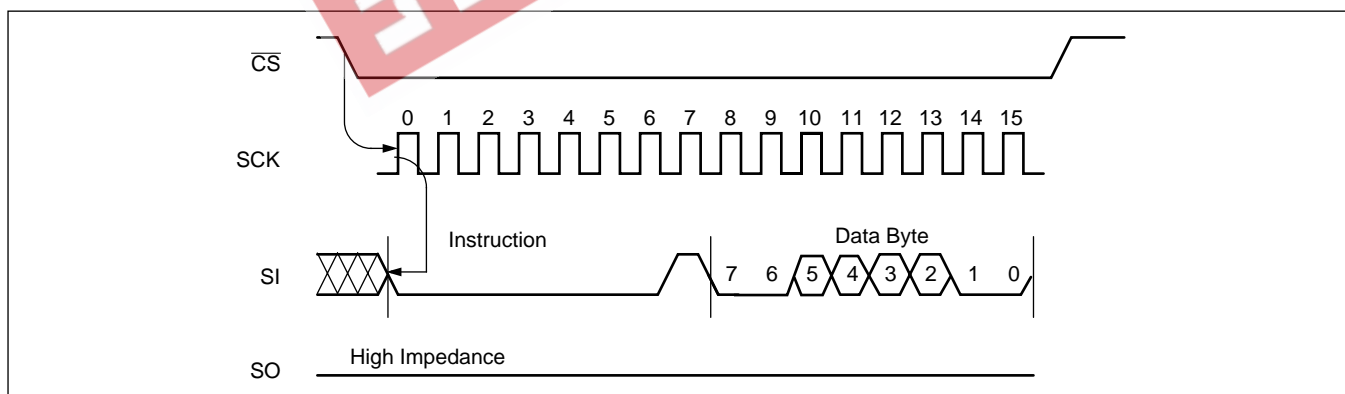 CS
0 1 2 3 4 5 6 7 8 9 10 11 12 13 14 15
SCK
Instruction
Data Byte
SI
7 6 5 4 3 2 1 0
High Impedance
SO